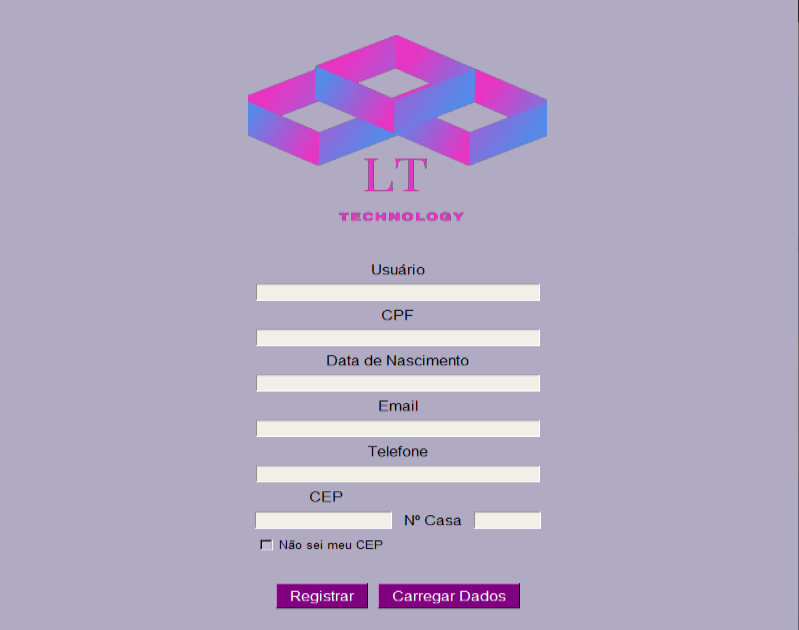 LT
TECHNOLOGY
Usuário
CPF
Data de Nascimento
Email
Telefone
CEP
Nº Casa
Não sei meu CEP
Registrar Carregar Dados